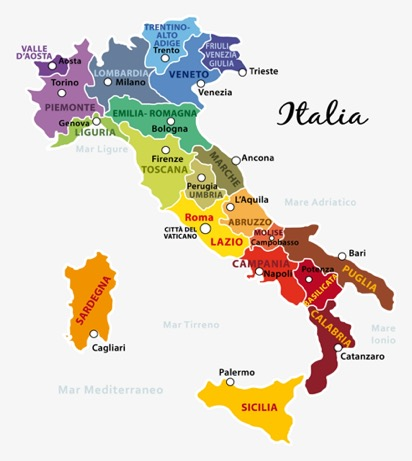 TRENTINO-
ALTO
ADIGE
Trento
FRIULI
VENEZIA
GIULIA
VALLE
D'AOSTA
Aosta
LOMBARDIA
Milano
VENETO
Trieste
Torino
Venezia
PIEMONTE
EMILIA- ROMAGNA
Genova
LIGURIA
Bologna
Italia
Mar Ligure
Firenze
TOSCANA
MARCHE
Ancona
Perugia
UMBRIA
L'Aquila
Mare Adriatico
Roma
CITTÀ DEL
VATICANO
LAZIO
ABRUZZO
MOLISE
Campobasso
CAMPANIA
Napoli
Bari
Potenza
PUGLIA
BASILICATA
SARDEGNA
Cagliari
Mar Tirreno
CALABRIA
Mare
Ionio
Catanzaro
Palermo
Mar Mediterraneo
SICILIA